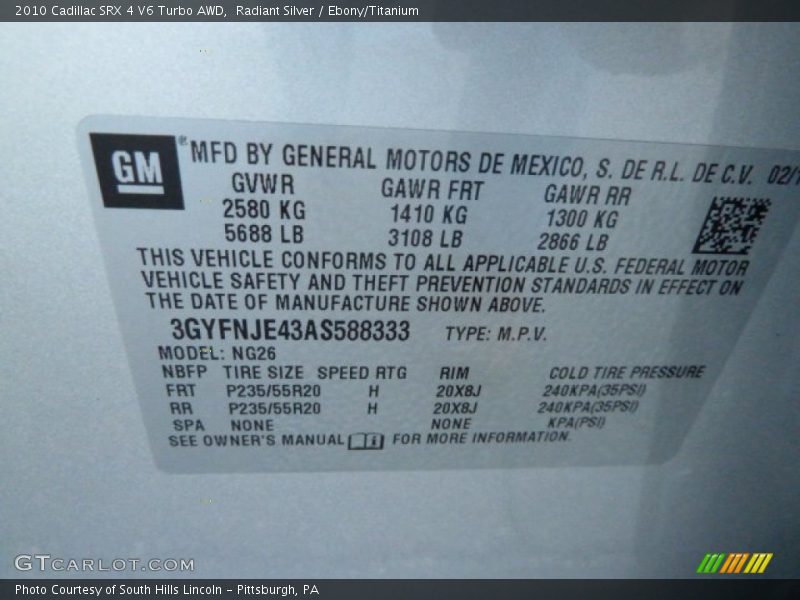 2010 Cadillac SRX 4 V6 Turbo AWD, Radiant Silver / Ebony/Titanium
GM ® MFD BY GENERAL MOTORS DE MEXICO, S. DE R.L. DE C.V. 02/1
GVWR GAWR FRT GAWR RR
2580 KG 1410 KG 1300 KG
5688 LB 3108 LB 2866 LB
THIS VEHICLE CONFORMS TO ALL APPLICABLE U.S. FEDERAL MOTOR
VEHICLE SAFETY AND THEFT PREVENTION STANDARDS IN EFFECT ON
THE DATE OF MANUFACTURE SHOWN ABOVE.
3GYFNJE43AS588333 TYPE: M.P.V.
MODEL: NG26
NBFP TIRE SIZE SPEED RTG RIM COLD TIRE PRESSURE
FRT P235/55R20 H 20X8J 240KPA(35PSI)
RR P235/55R20 H 20X8J 240KPA(35PSI)
SPA NONE NONE KPA(PSI)
SEE OWNER'S MANUAL FOR MORE INFORMATION.
GTCARLOT.COM
Photo Courtesy of South Hills Lincoln - Pittsburgh, PA